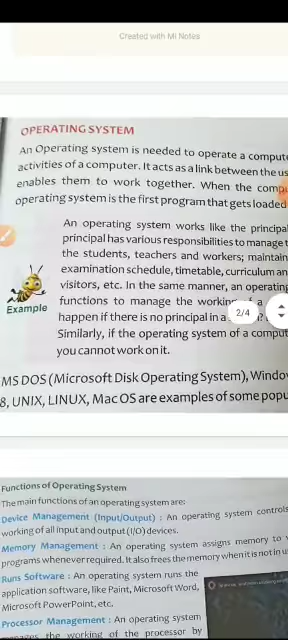 Created with Mi Notes
OPERATING SYSTEM
An Operating system is needed to operate a
activities of a computer. It acts as a link between the
enables them to work together. When the
operating system is the first program that gets loaded
An operating system works like the
principal has various responsibilities to manage
the students, teachers and workers; maintain
examination schedule, timetable, curriculum
visitors, etc. In the same manner, an operating
functions to manage the
Example
2/4
happen if there is no principal in a
Similarly, if the operating system of a
you cannot work on it.
MS DOS (Microsoft Disk Operating System),
8, UNIX, LINUX, Mac OS are examples of some
Functions of Operating System
The main functions of an operating system are:
Device Management (Input/Output) : An operating system controls
working of all input and output (I/O) devices.
Memory Management : An operating system assigns memory to
programs whenever required. It also frees the memory when it is not in
Runs Software : An operating system runs the
application software, like Paint, Microsoft Word,
Microsoft PowerPoint, etc.
Processor Management : An operating system
the working of the processor by